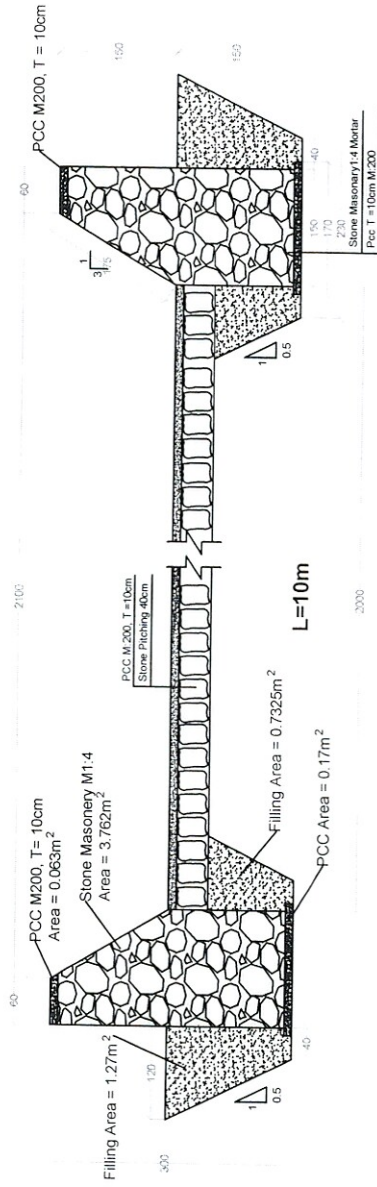 60
2100
60
PCC M200, T= 10cm
Area = 0.063m²
Stone Masonery M1:4
Area = 3.762m²
Filling Area = 1.27m²
120
300
1
0.5
40
PCC M:200, T =10cm
Stone Pitching 40cm
Filling Area = 0.7325m²
PCC Area = 0.17m²
L=10m
2000
PCC M200, T = 10cm
150
150
1
3
1
0.5
40
150
170
230
Stone Masonary1:4 Mortar
Pcc T =10cm M:200